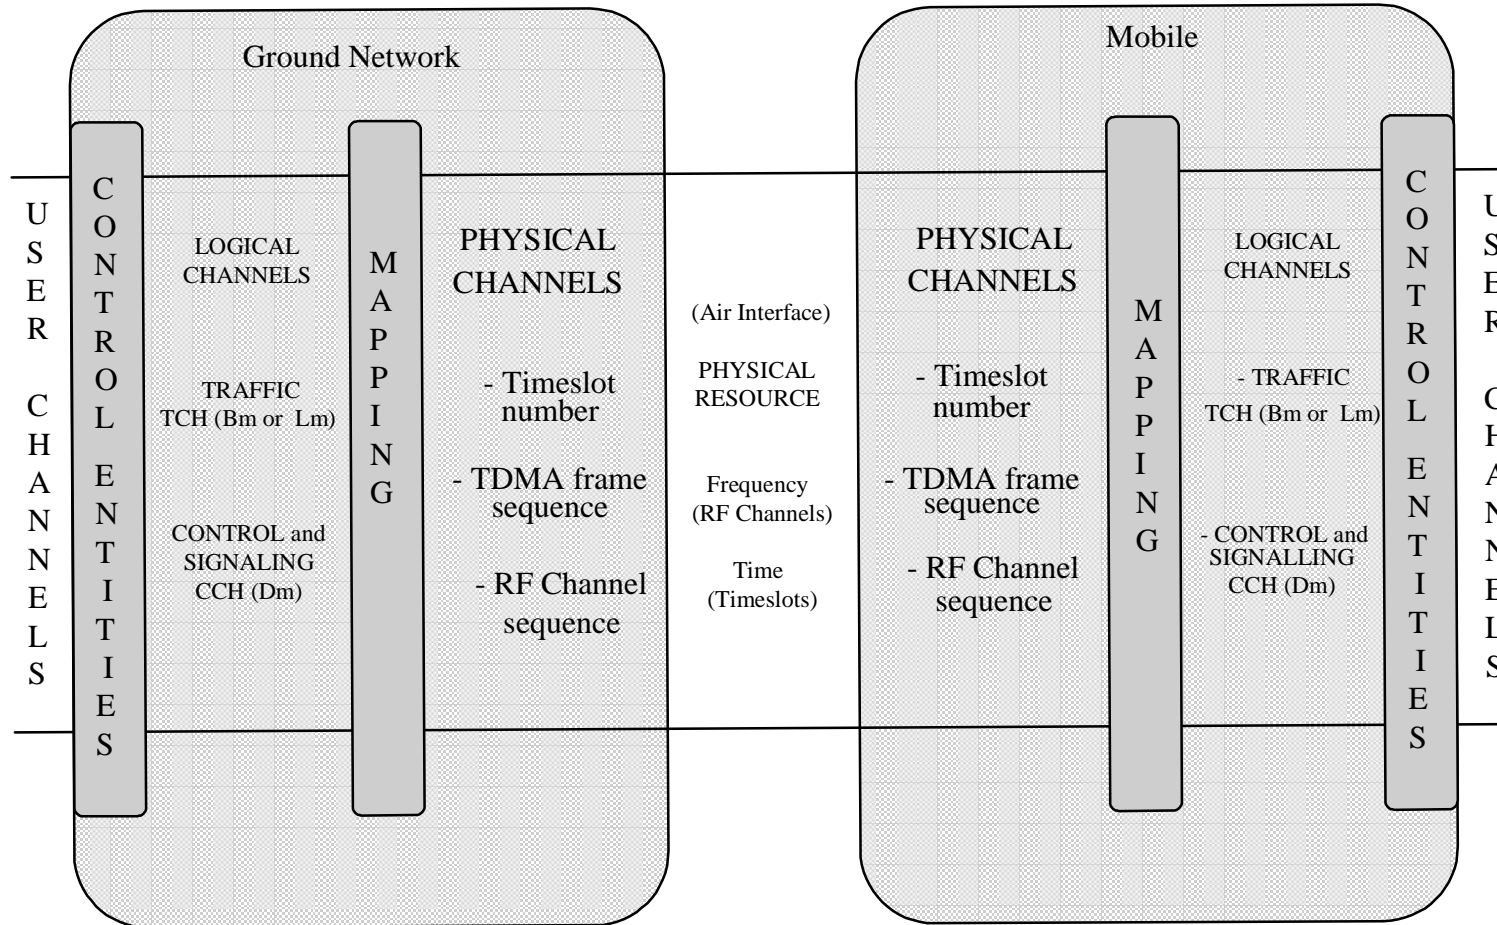 Ground Network
USER CHANNELS
CONTROL ENTITIES
LOGICAL
CHANNELS
TRAFFIC
TCH (Bm or Lm)
CONTROL and
SIGNALING
CCH (Dm)
MAPPING
PHYSICAL
CHANNELS
- Timeslot
number
- TDMA frame
sequence
- RF Channel
sequence
(Air Interface)
PHYSICAL
RESOURCE
Frequency
(RF Channels)
Time
(Timeslots)
Mobile
PHYSICAL
CHANNELS
- Timeslot
number
- TDMA frame
sequence
- RF Channel
sequence
MAPPING
LOGICAL
CHANNELS
- TRAFFIC
TCH (Bm or Lm)
- CONTROL and
SIGNALLING
CCH (Dm)
CONTROL ENTITIES
USER CHANNELS